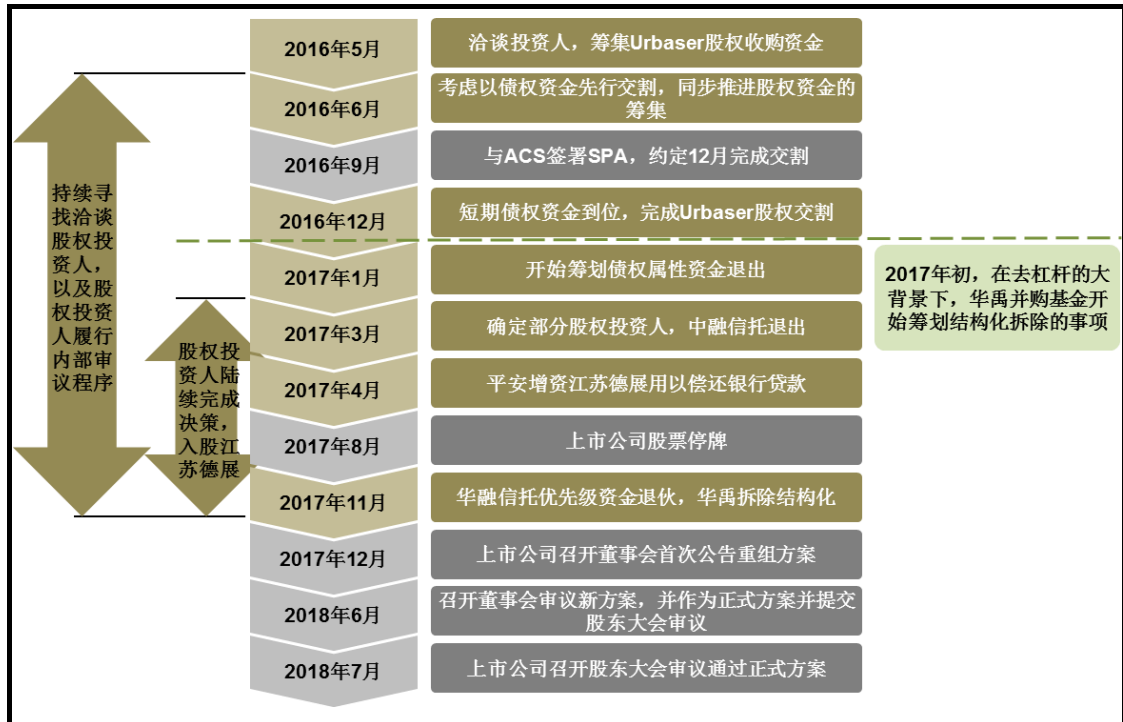 2016年5月
洽谈投资人，筹集Urbaser股权收购资金
2016年6月
考虑以债权资金先行交割，同步推进股权资金的
筹集
2016年9月
与ACS签署SPA，约定12月完成交割
2016年12月
短期债权资金到位，完成Urbaser股权交割
2017年1月
开始筹划债权属性资金退出
2017年3月
确定部分股权投资人，中融信托退出
2017年4月
平安增资江苏德展用以偿还银行贷款
2017年8月
上市公司股票停牌
2017年11月
华融信托优先级资金退伙，华禹拆除结构化
2017年12月
上市公司召开董事会首次公告重组方案
2018年6月
召开董事会审议新方案，并作为正式方案并提交
股东大会审议
2018年7月
上市公司召开股东大会审议通过正式方案
持续寻
找洽谈
股权投
资人，
以及股
权投资
人履行
内部审
议程序
股权投
资人陆
续完成
决策，
入股江
苏德展
2017年初，在去杠杆的大
背景下，华禹并购基金开
始筹划结构化拆除的事项